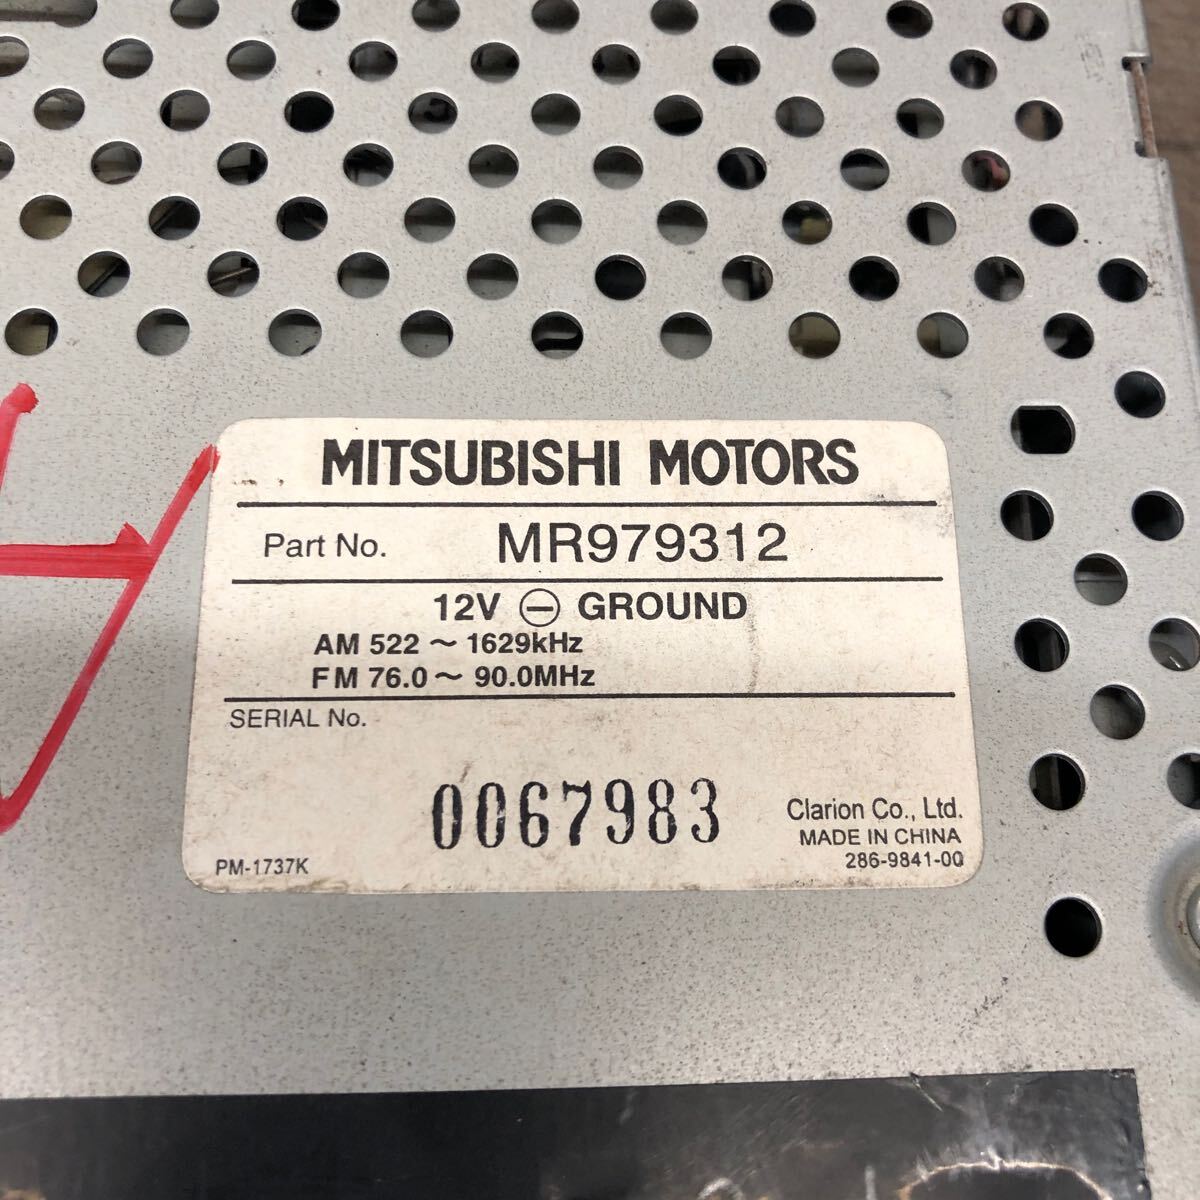 MITSUBISHI MOTORS
Part No. MR979312
12V ⊖ GROUND
AM 522 ～ 1629kHz
FM 76.0 ～ 90.0MHz
SERIAL No.
0067983
Clarion Co., Ltd.
MADE IN CHINA
PM-1737K 286-9841-00